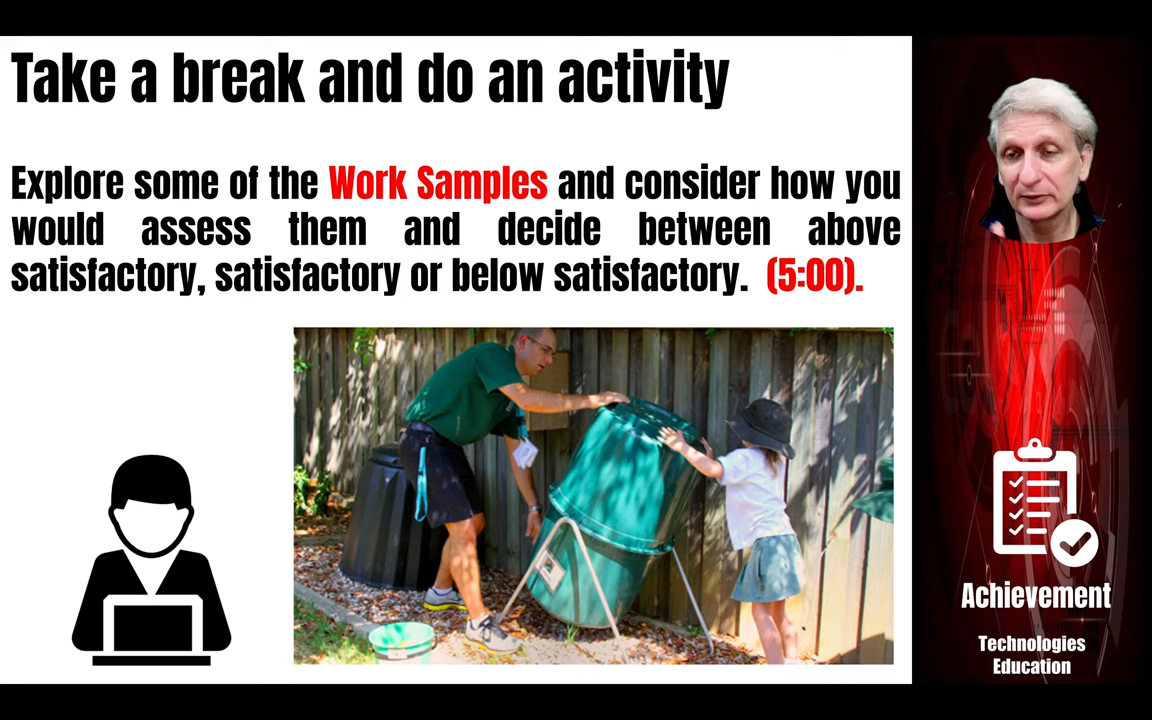 Take a break and do an activity
Explore some of the Work Samples and consider how you
would assess them and decide between above
satisfactory, satisfactory or below satisfactory. (5:00).
Achievement
Technologies
Education